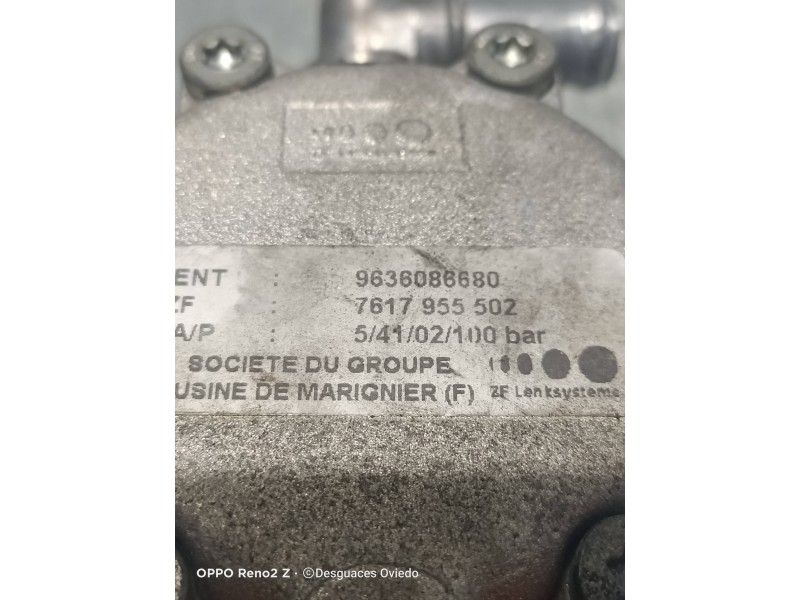 ENT : 9636086680
ZF : 7617 955 502
A/P : 5/41/02/100 bar
SOCIETE DU GROUPE
USINE DE MARIGNIER (F) ZF Lenksysteme
OPPO Reno2 Z · ©Desguaces Oviedo